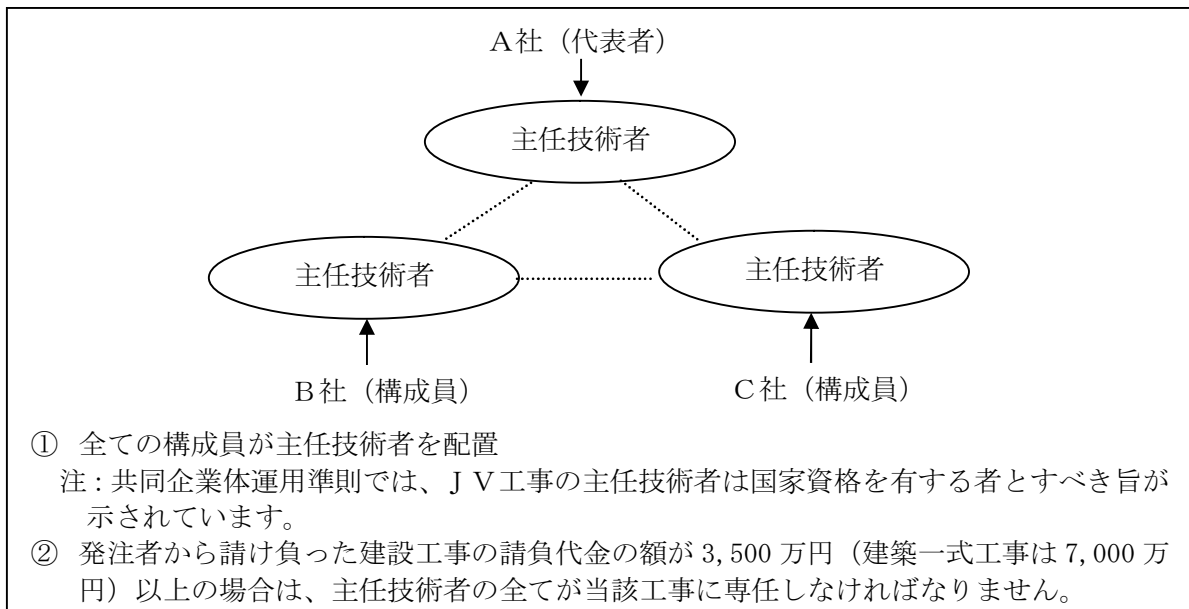 A社(代表者)
主任技術者
主任技術者
主任技術者
B社(構成員)
C社(構成員)
① 全ての構成員が主任技術者を配置
注:共同企業体運用準則では、JV工事の主任技術者は国家資格を有する者とすべき旨が
示されています。
② 発注者から請け負った建設工事の請負代金の額が 3,500 万円(建築一式工事は 7,000 万
円)以上の場合は、主任技術者の全てが当該工事に専任しなければなりません。